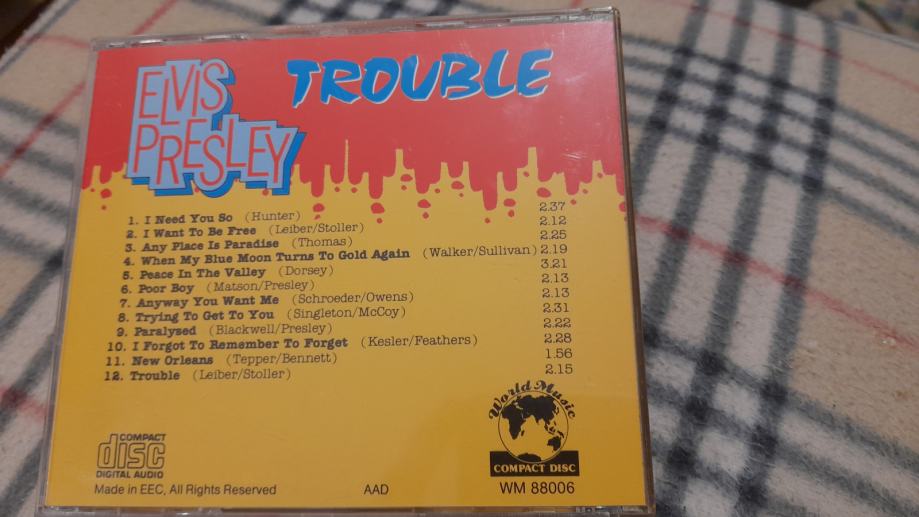 ELVIS PRESLEY
TROUBLE
1. I Need You So (Hunter) 2.37
2. I Want To Be Free (Leiber/Stoller) 2.12
3. Any Place Is Paradise (Thomas) 2.25
4. When My Blue Moon Turns To Gold Again (Walker/Sullivan) 2.19
5. Peace In The Valley (Dorsey) 3.21
6. Poor Boy (Matson/Presley) 2.13
7. Anyway You Want Me (Schroeder/Owens) 2.13
8. Trying To Get To You (Singleton/McCoy) 2.31
9. Paralysed (Blackwell/Presley) 2.22
10. I Forgot To Remember To Forget (Kesler/Feathers) 2.28
11. New Orleans (Tepper/Bennett) 1.56
12. Trouble (Leiber/Stoller) 2.15
World Music
COMPACT DISC
COMPACT
disc
DIGITAL AUDIO
Made in EEC, All Rights Reserved AAD WM 88006